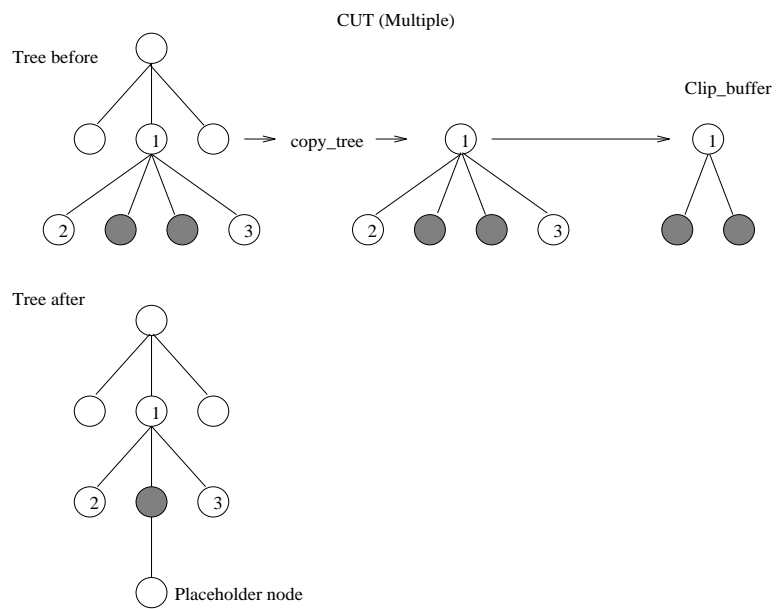 CUT (Multiple)
Tree before
Clip_buffer
1
copy_tree
1
1
2
3
2
3
Tree after
1
2
3
Placeholder node